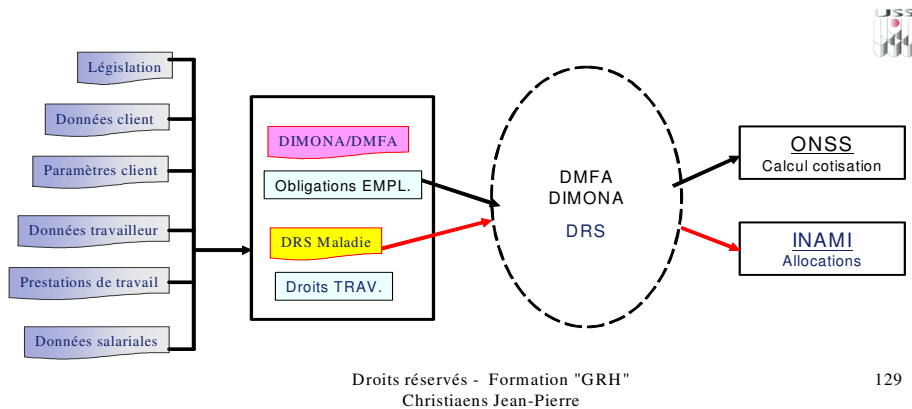 USS
Législation
Données client
Paramètres client
Données travailleur
Prestations de travail
Données salariales
DIMONA/DMFA
Obligations EMPL.
DRS Maladie
Droits TRAV.
DMFA
DIMONA
DRS
ONSS
Calcul cotisation
INAMI
Allocations
Droits réservés - Formation "GRH"
Christiaens Jean-Pierre
129